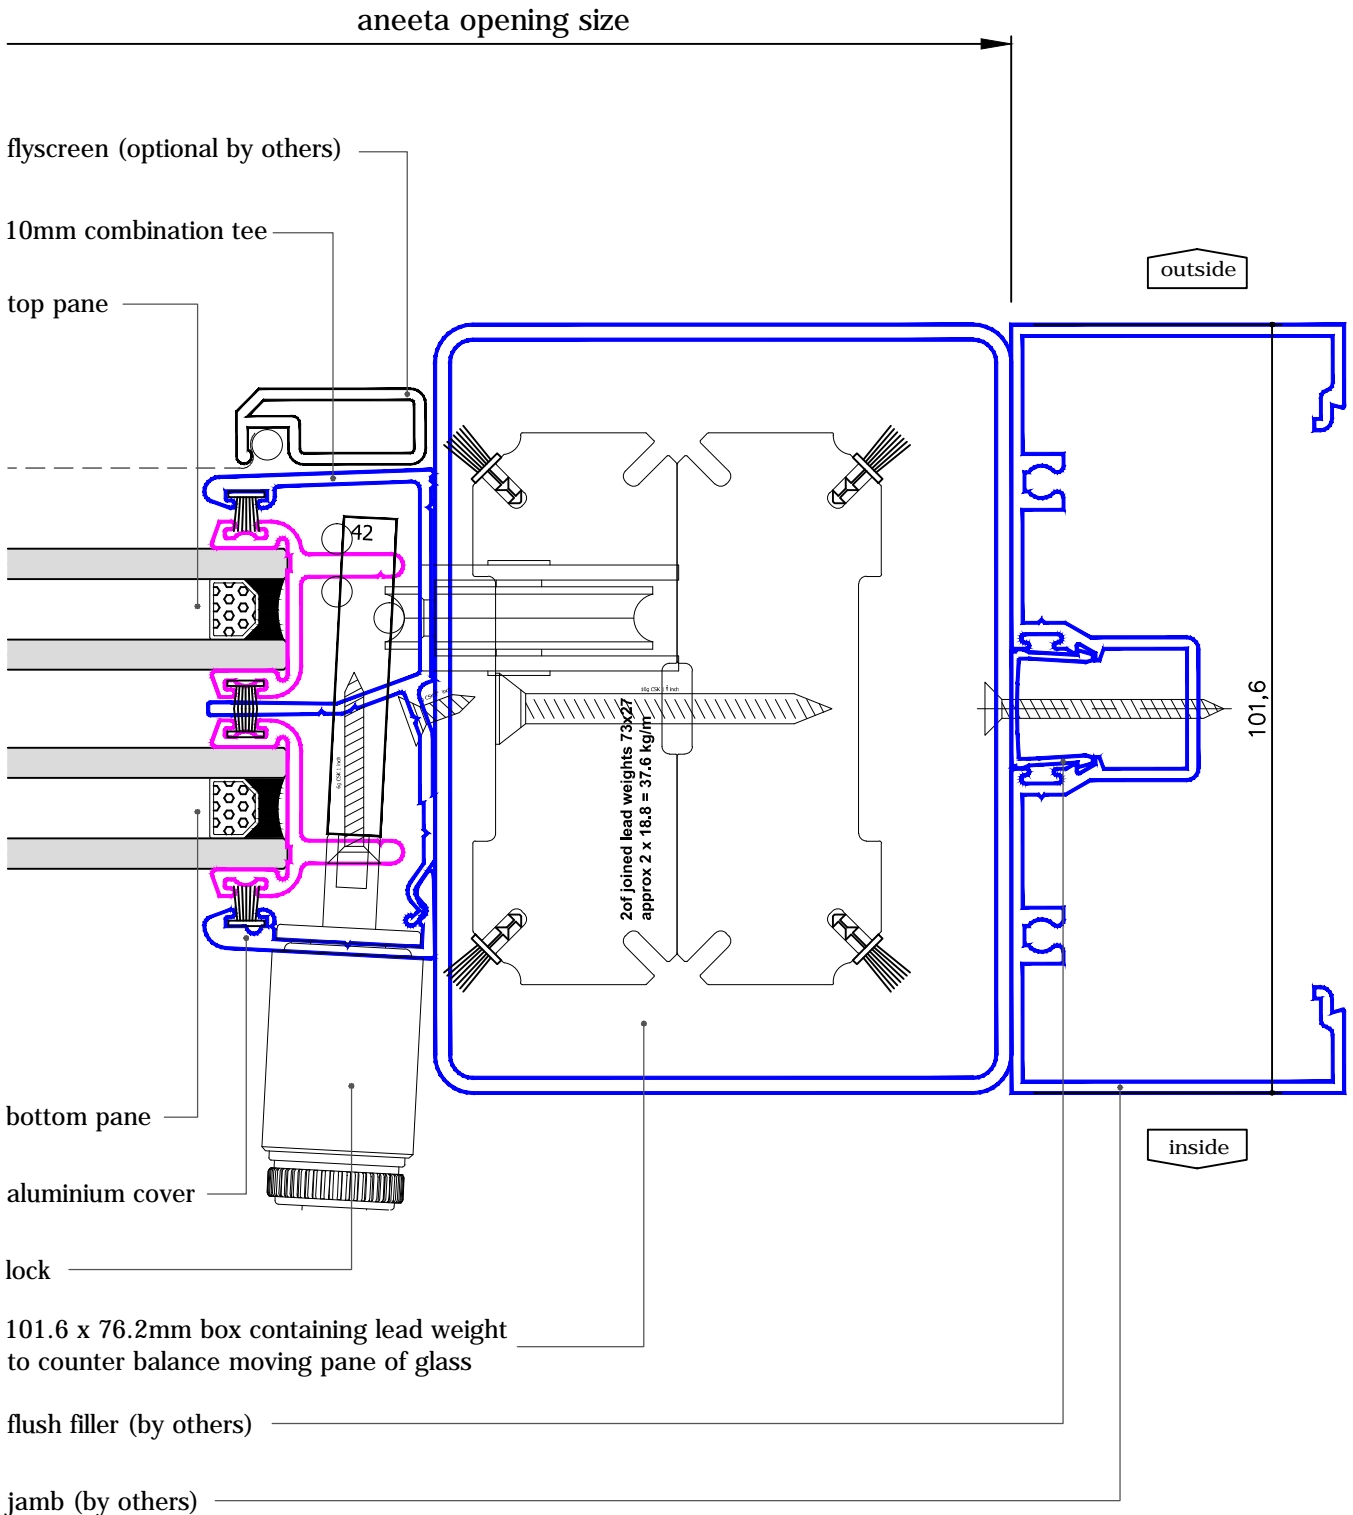 aneeta opening size
flyscreen (optional by others)
10mm combination tee
outside
top pane
42
2of joined lead weights 73x27
approx 2 x 18.8 = 37.6 kg/m
101,6
bottom pane
inside
aluminium cover
lock
101.6 x 76.2mm box containing lead weight
to counter balance moving pane of glass
flush filler (by others)
jamb (by others)